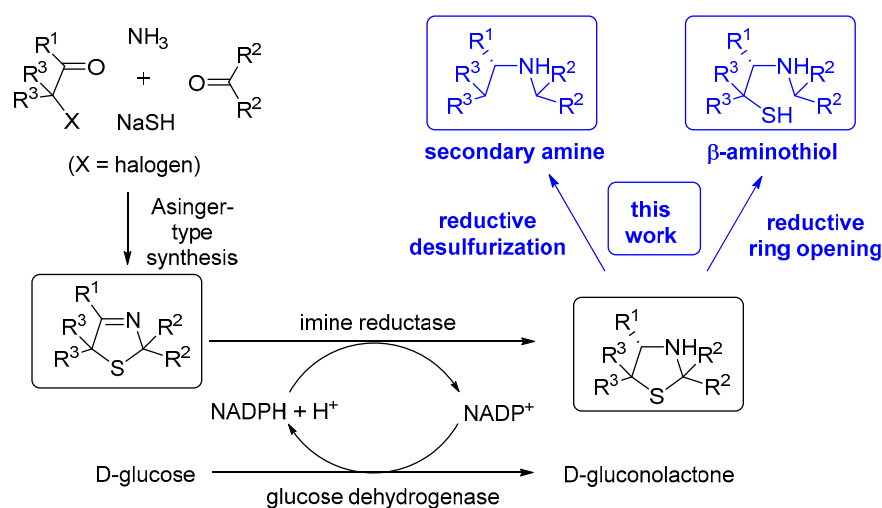 R¹
NH₃
R³
O
+
O
R²
R³
X
R²
NaSH
(X = halogen)
Asinger-
type
synthesis
R¹
R³
NH
R²
R³
R²
secondary amine
R¹
R³
NH
R²
R³
SH
R²
β-aminothiol
this
work
reductive
desulfurization
reductive
ring opening
R¹
N
R³
R²
R³
S
R²
imine reductase
R¹
NH
R³
R²
R³
S
R²
NADPH + H⁺
NADP⁺
D-glucose
D-gluconolactone
glucose dehydrogenase